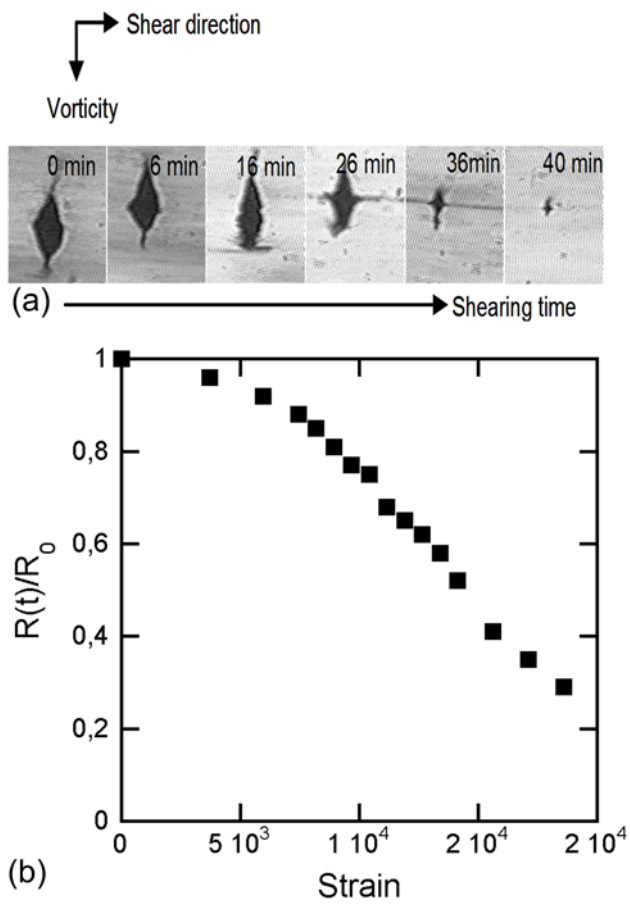 Shear direction
Vorticity
0 min 6 min 16 min 26 min 36min 40 min
(a) Shearing time
1
0,8
0,6
0,4
0,2
0
R(t)/R0
0 5 10³ 1 10⁴ 2 10⁴ 2 10⁴
(b) Strain